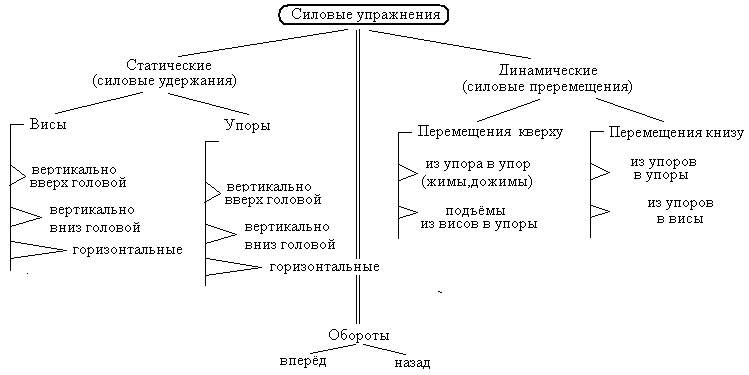 Силовые упражнения
Статические
(силовые удержания)
Висы
вертикально
вверх головой
вертикально
вниз головой
горизонтальные
Упоры
вертикально
вверх головой
вертикально
вниз головой
горизонтальные
Динамические
(силовые преремещения)
Перемещения кверху
из упора в упор
(жимы,дожимы)
подъёмы
из висов в упоры
Перемещения книзу
из упоров
в упоры
из упоров
в висы
Обороты
вперёд
назад